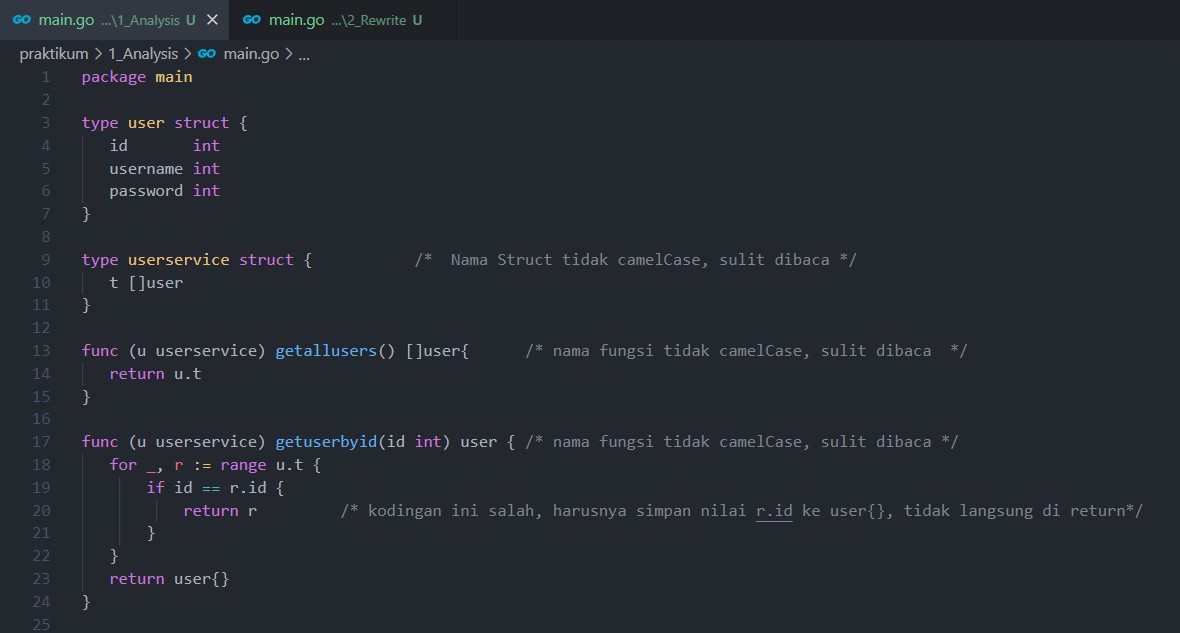 GO main.go ...\1_Analysis U × GO main.go ...\2_Rewrite U
praktikum > 1_Analysis > GO main.go > ...
1 package main
2
3 type user struct {
4 id       int
5 username int
6 password int
7 }
8
9 type userservice struct {           /*  Nama Struct tidak camelCase, sulit dibaca */
10 t []user
11 }
12
13 func (u userservice) getallusers() []user{      /* nama fungsi tidak camelCase, sulit dibaca  */
14 return u.t
15 }
16
17 func (u userservice) getuserbyid(id int) user { /* nama fungsi tidak camelCase, sulit dibaca */
18 for _, r := range u.t {
19 if id == r.id {
20 return r         /* kodingan ini salah, harusnya simpan nilai r.id ke user{}, tidak langsung di return*/
21 }
22 }
23 return user{}
24 }
25